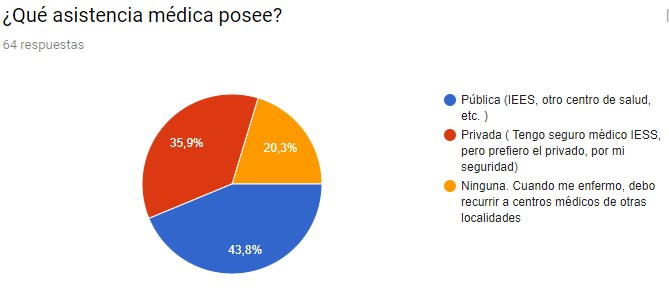 ¿Qué asistencia médica posee?
64 respuestas
Pública (IEES, otro centro de salud,
etc. )
Privada ( Tengo seguro médico IESS,
pero prefiero el privado, por mi
seguridad)
Ninguna. Cuando me enfermo, debo
recurrir a centros médicos de otras
localidades
35,9%
20,3%
43,8%